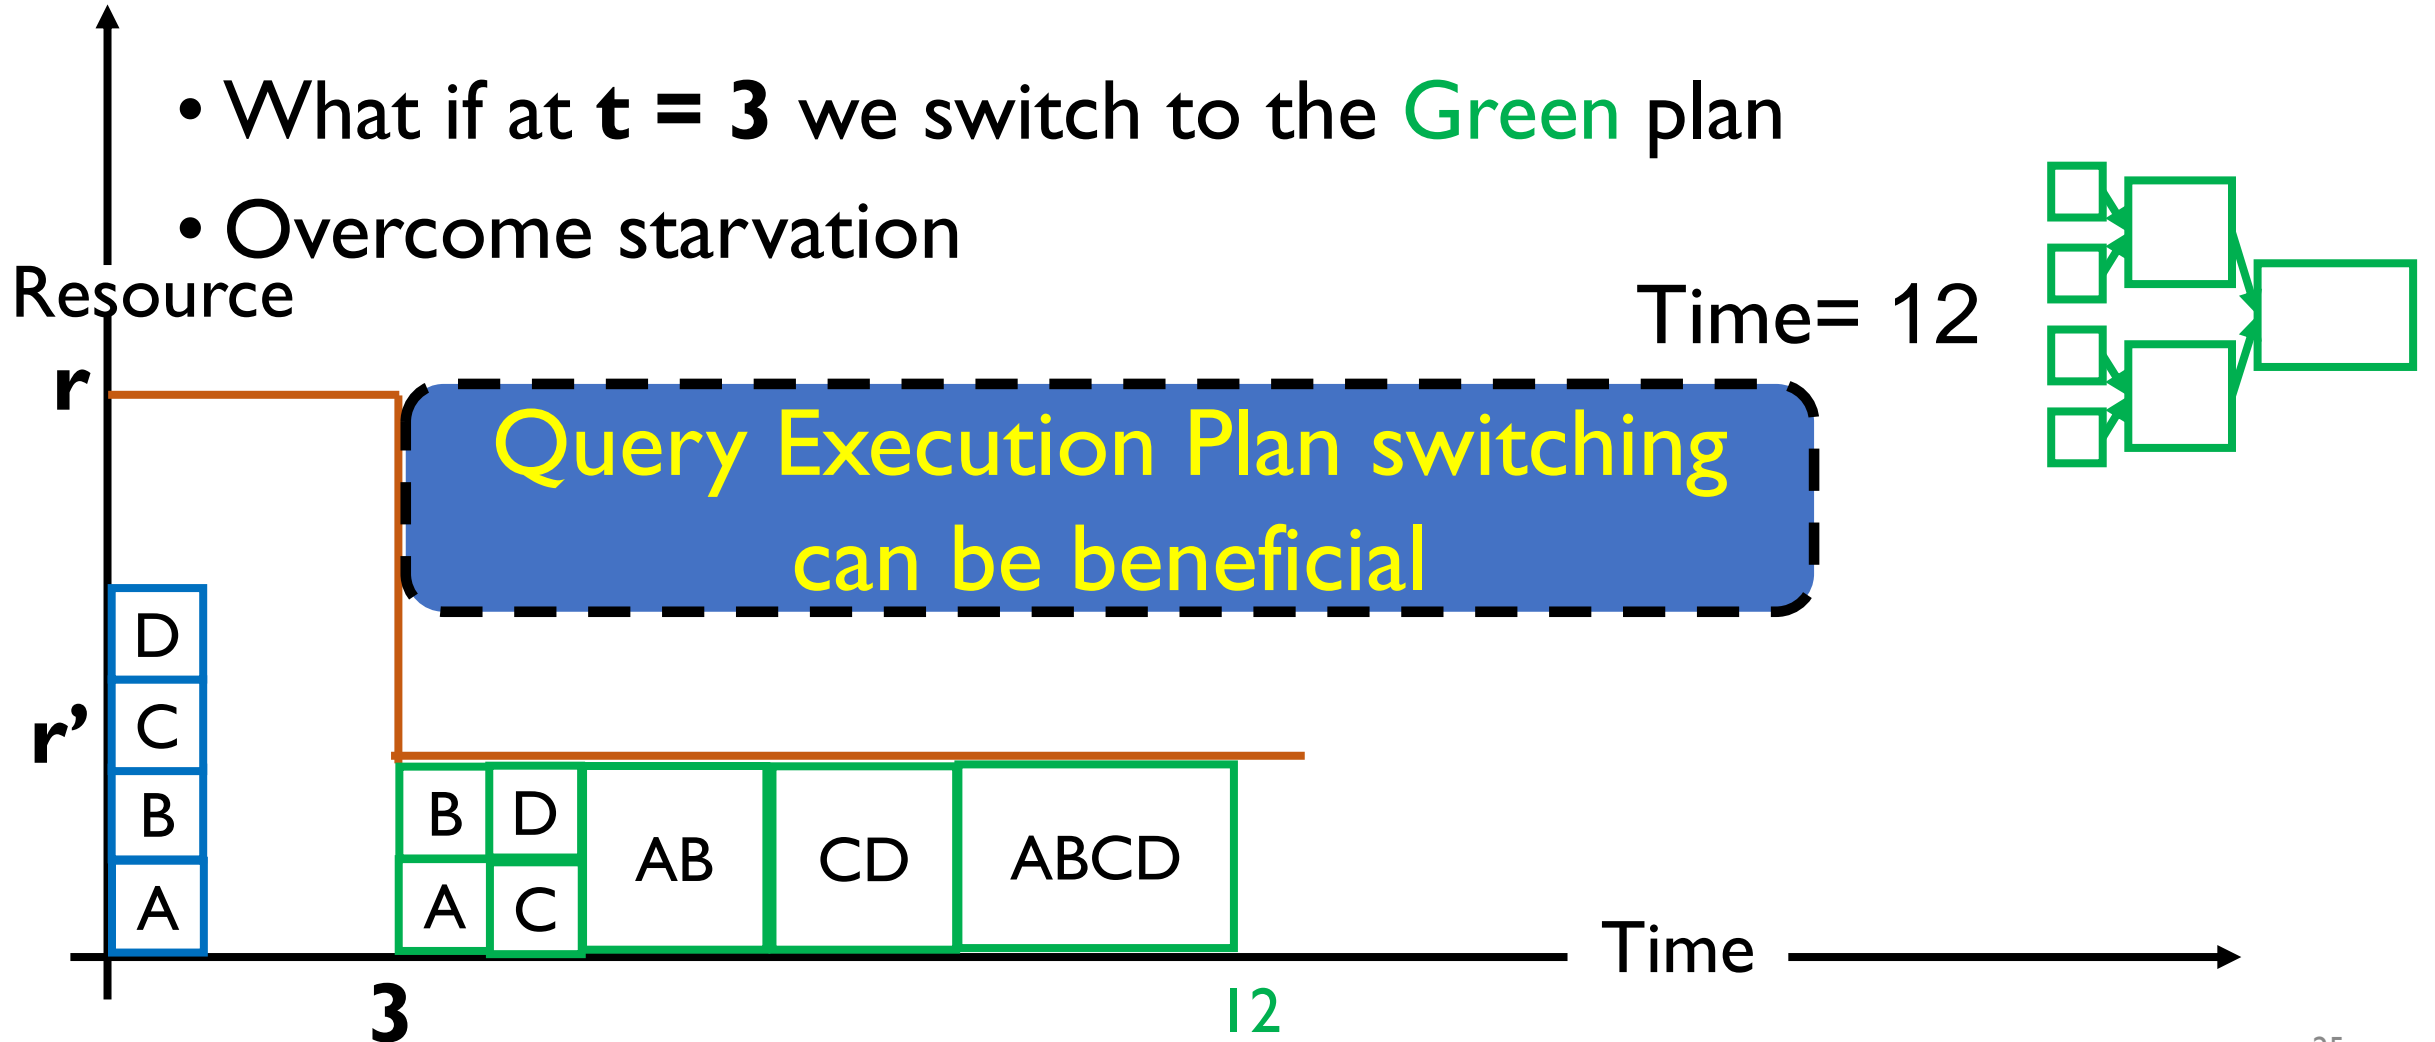 • What if at t = 3 we switch to the Green plan
• Overcome starvation
Resource
Time= 12
r
Query Execution Plan switching
can be beneficial
D
C
r’
B
A
B
D
A
C
AB
CD
ABCD
Time
3
12